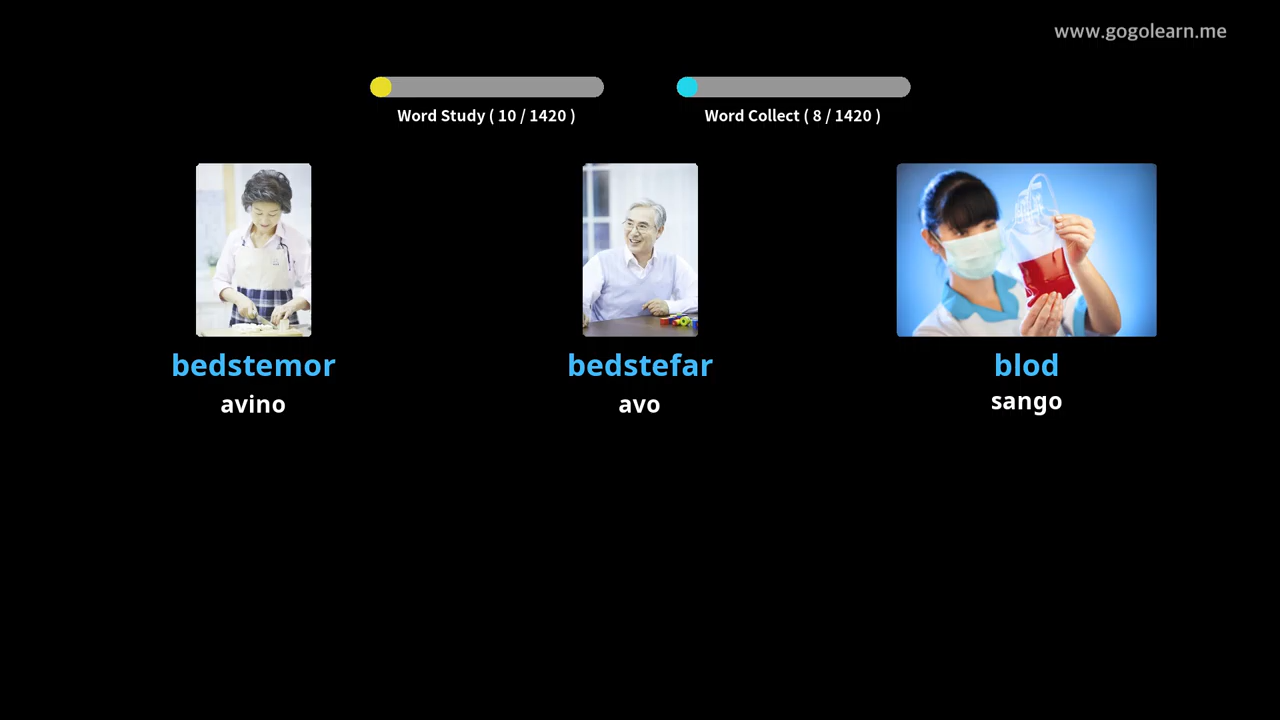 www.gogolearn.me
Word Study ( 10 / 1420 )
Word Collect ( 8 / 1420 )
bedstemor
avino
bedstefar
avo
blod
sango